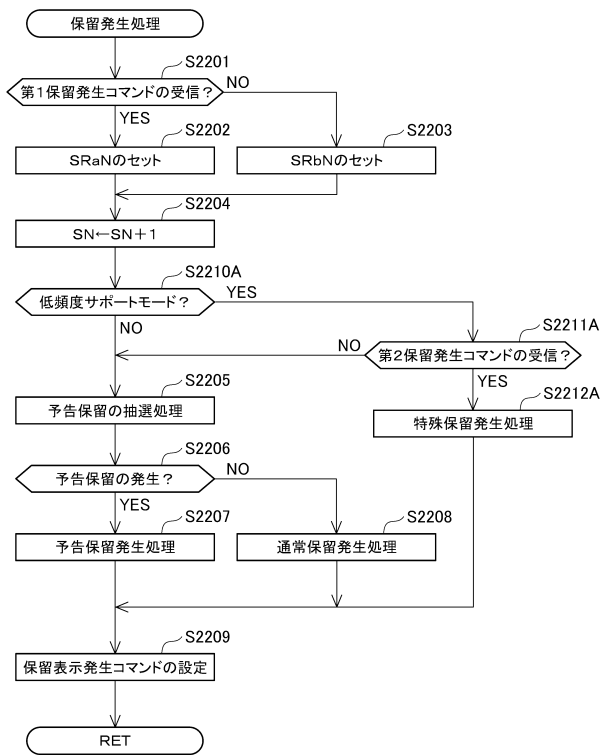 保留発生処理
S2201
第1保留発生コマンドの受信？
NO
YES
S2202
SRaNのセット
S2203
SRbNのセット
S2204
SN←SN＋1
S2210A
低頻度サポートモード？
YES
NO
S2211A
第2保留発生コマンドの受信？
NO
YES
S2205
予告保留の抽選処理
S2212A
特殊保留発生処理
S2206
予告保留の発生？
NO
YES
S2207
予告保留発生処理
S2208
通常保留発生処理
S2209
保留表示発生コマンドの設定
RET